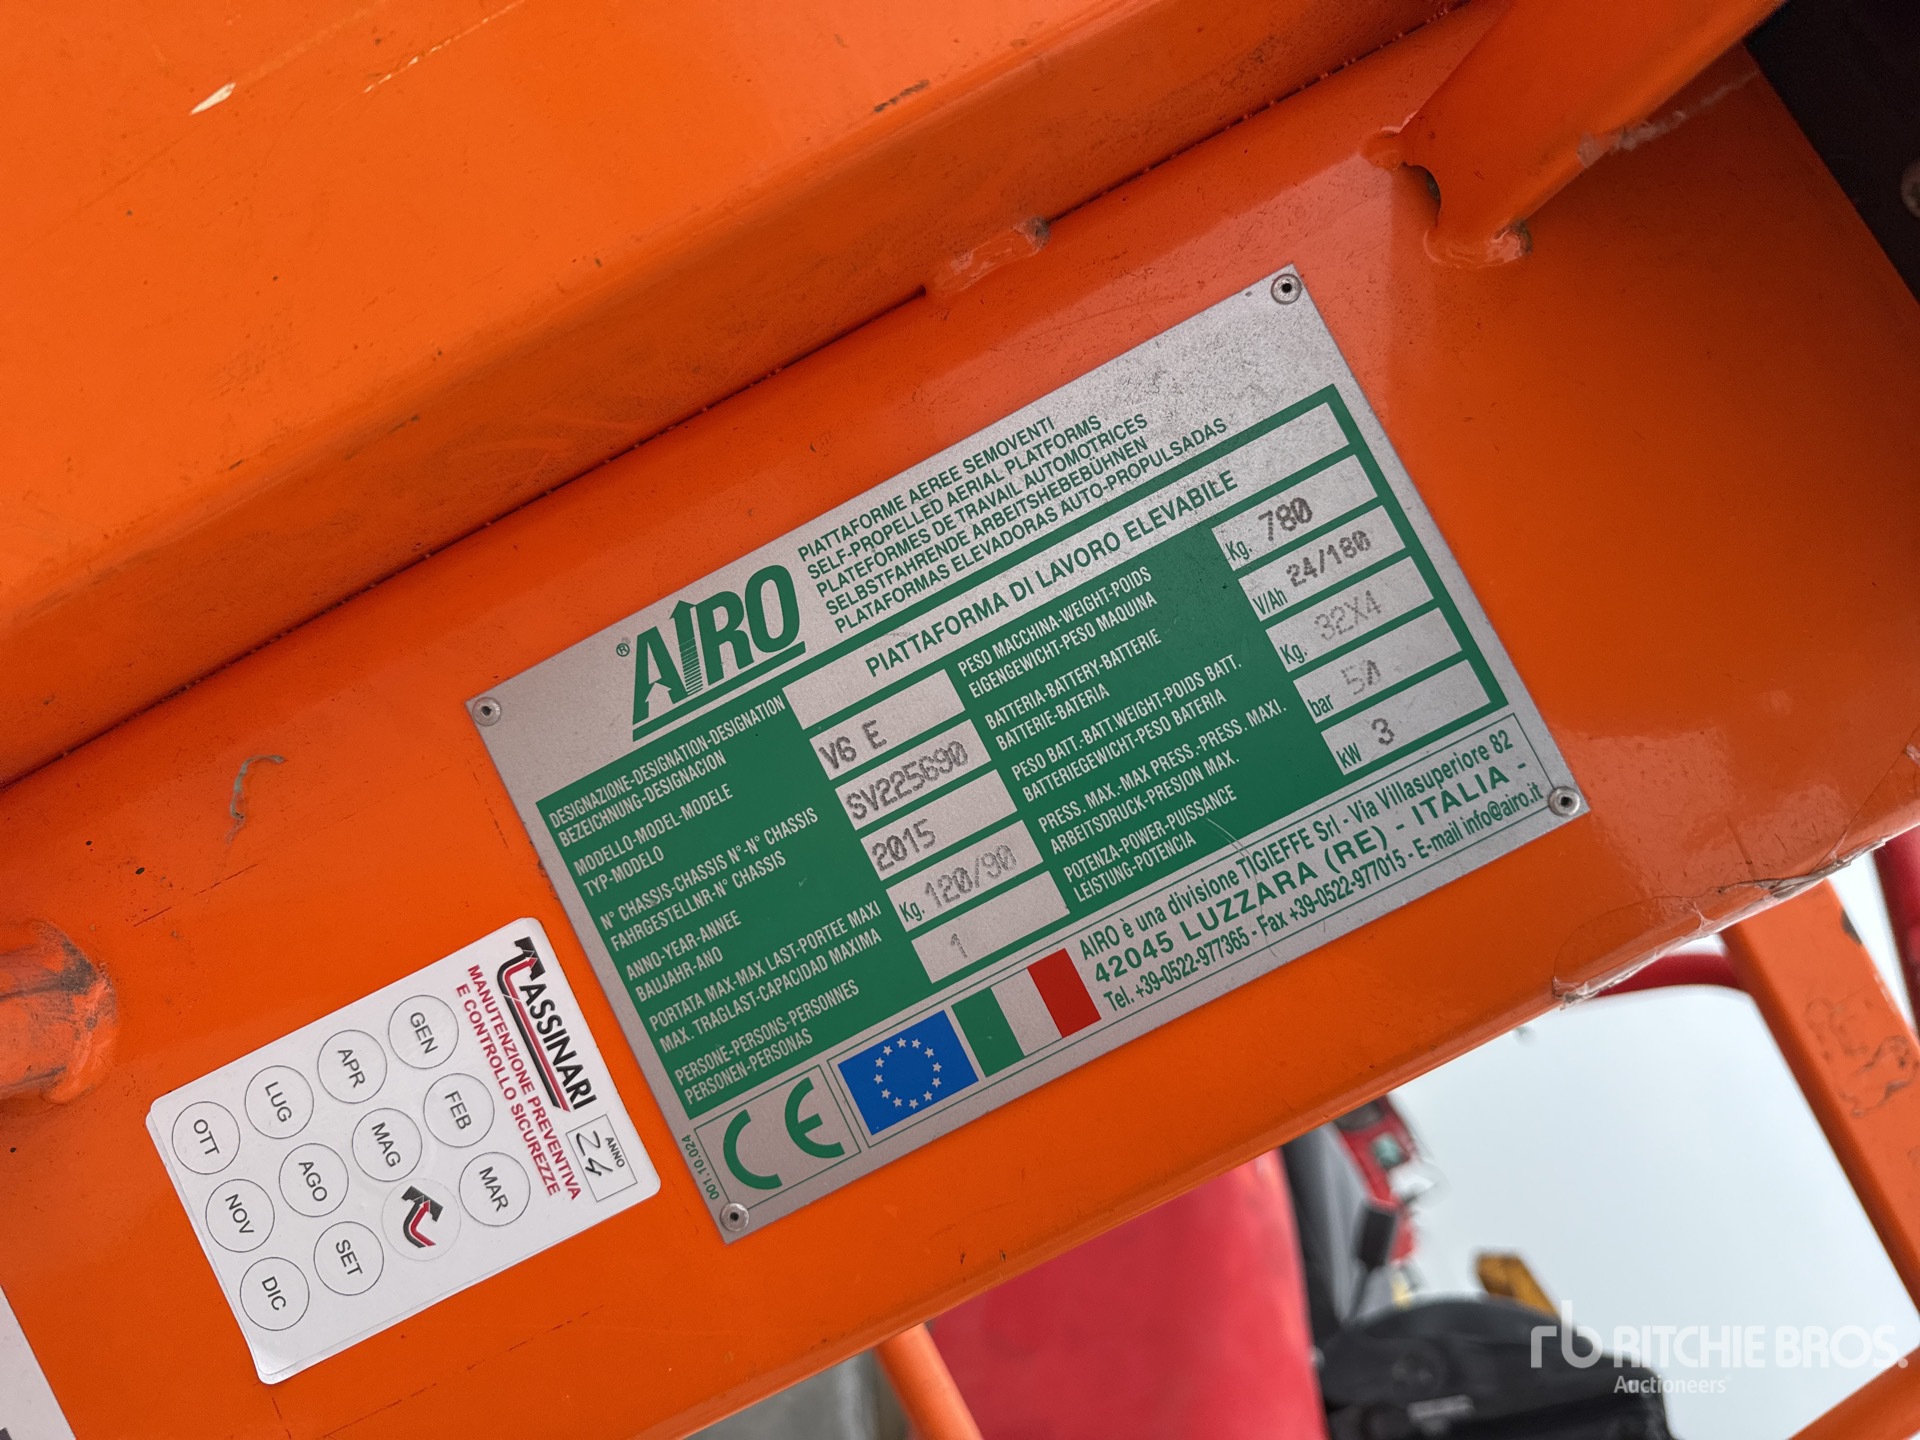 ® AIRO
PIATTAFORME AEREE SEMOVENTI
SELF-PROPELLED AERIAL PLATFORMS
PLATEFORMES DE TRAVAIL AUTOMOTRICES
SELBSTFAHRENDE ARBEITSHEBEBÜHNEN
PLATAFORMAS ELEVADORAS AUTO-PROPULSADAS
DESIGNAZIONE-DESIGNATION-DESIGNATION
BEZEICHNUNG-DESIGNACION
PIATTAFORMA DI LAVORO ELEVABILE
MODELLO-MODEL-MODELE
TYP-MODELO
V6 E
N° CHASSIS-CHASSIS N°-N° CHASSIS
FAHRGESTELLNR-N° CHASSIS
SV225690
ANNO-YEAR-ANNEE
BAUJAHR-ANO
2015
PORTATA MAX-MAX LAST-PORTEE MAXI
MAX. TRAGLAST-CAPACIDAD MAXIMA
Kg. 120/90
PERSONE-PERSONS-PERSONNES
PERSONEN-PERSONAS
1
PESO MACCHINA-WEIGHT-POIDS
EIGENGEWICHT-PESO MAQUINA
Kg. 780
BATTERIA-BATTERY-BATTERIE
BATTERIE-BATERIA
V/Ah 24/180
PESO BATT.-BATT.WEIGHT-POIDS BATT.
BATTERIEGEWICHT-PESO BATERIA
Kg. 32X4
PRESS. MAX.-MAX PRESS.-PRESS. MAXI.
ARBEITSDRUCK-PRESION MAX.
bar 50
POTENZA-POWER-PUISSANCE
LEISTUNG-POTENCIA
kW 3
001.10.024
CE
AIRO è una divisione TIGIEFFE Srl - Via Villasuperiore 82
42045 LUZZARA (RE) - ITALIA -
Tel. +39-0522-977365 - Fax +39-0522-977015 - E-mail info@airo.it
TASSINARI
MANUTENZIONE PREVENTIVA
E CONTROLLO SICUREZZE
ANNO
24
GEN
FEB
MAR
APR
MAG
LUG
AGO
SET
OTT
NOV
DIC
rb RITCHIE BROS.
Auctioneers